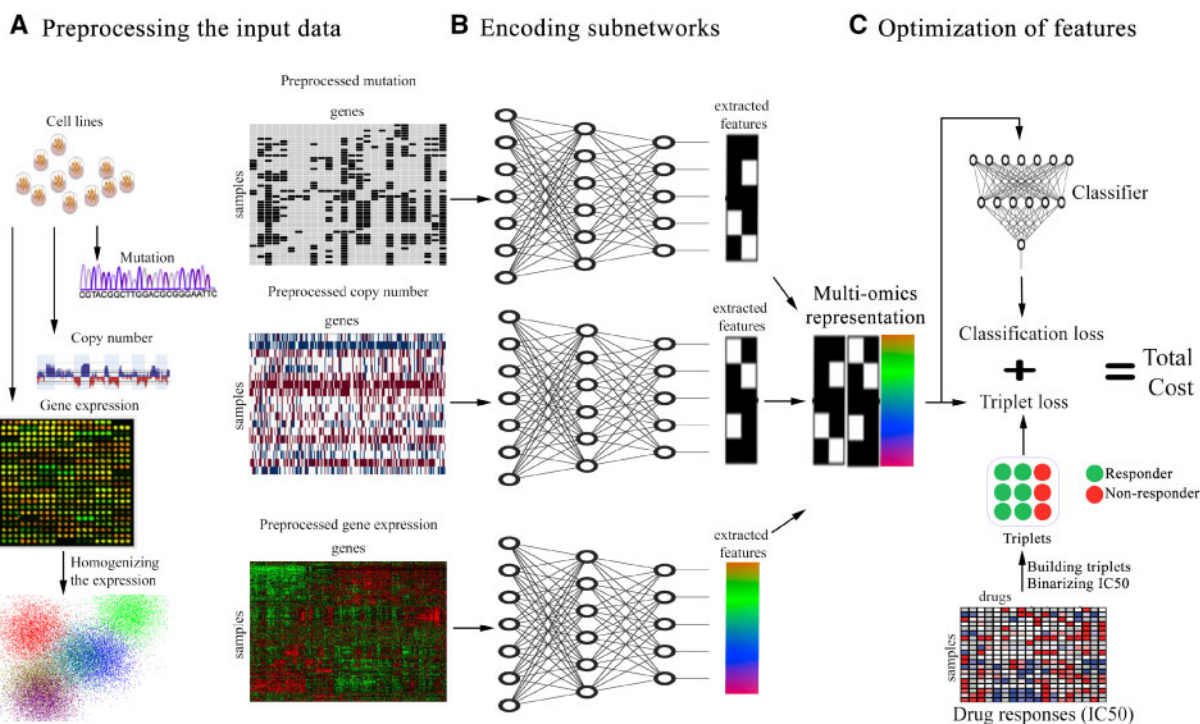 A Preprocessing the input data
Cell lines
Mutation
CGTACGGCTTGGACGCGGGAATTC
Copy number
Gene expression
Homogenizing
the expression
Preprocessed mutation
genes
samples
Preprocessed copy number
genes
samples
Preprocessed gene expression
genes
samples
B Encoding subnetworks
extracted
features
extracted
features
extracted
features
Multi-omics
representation
C Optimization of features
Classifier
Classification loss
+
Triplet loss
= Total
Cost
Responder
Non-responder
Triplets
Building triplets
Binarizing IC50
drugs
samples
Drug responses (IC50)